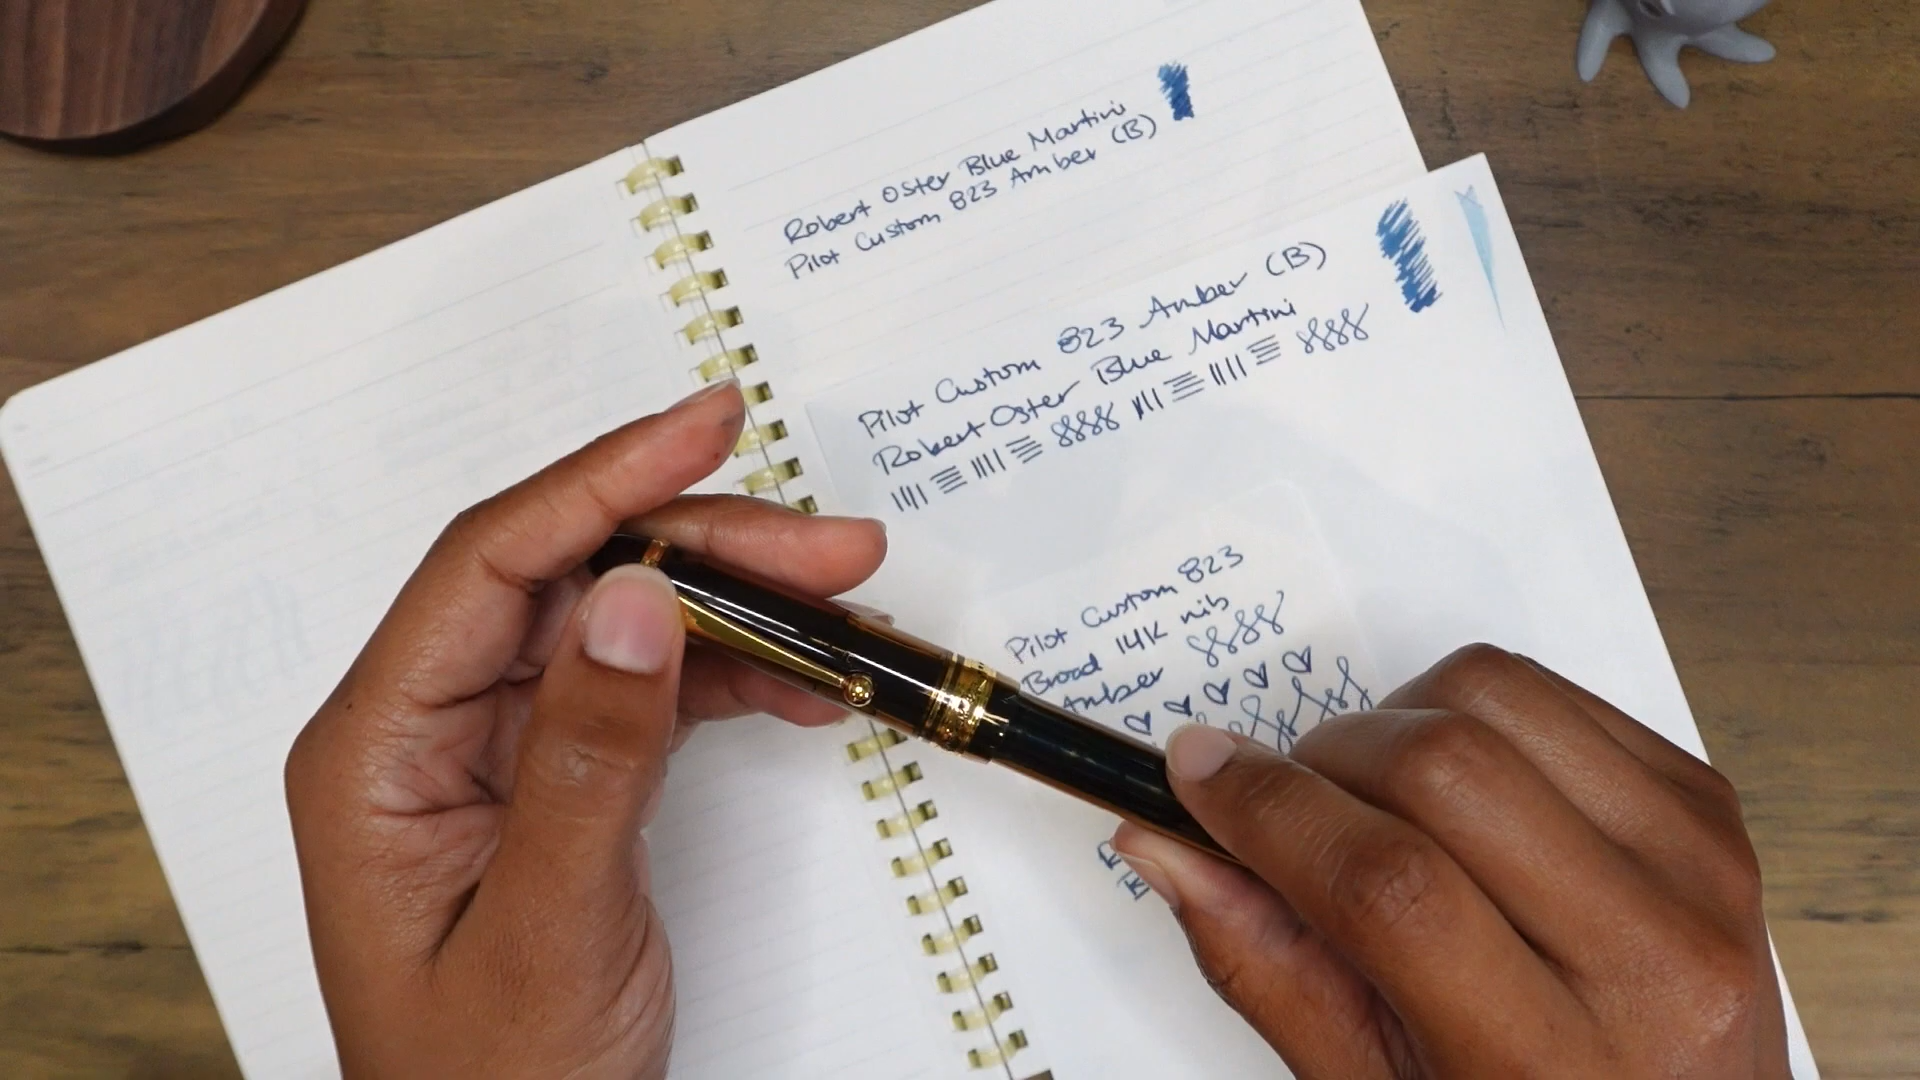 Robert Oster Blue Martini
Pilot Custom 823 Amber (B)
Pilot Custom 823 Amber (B)
Robert Oster Blue Martini
Pilot Custom 823
Broad 14K nib
Amber